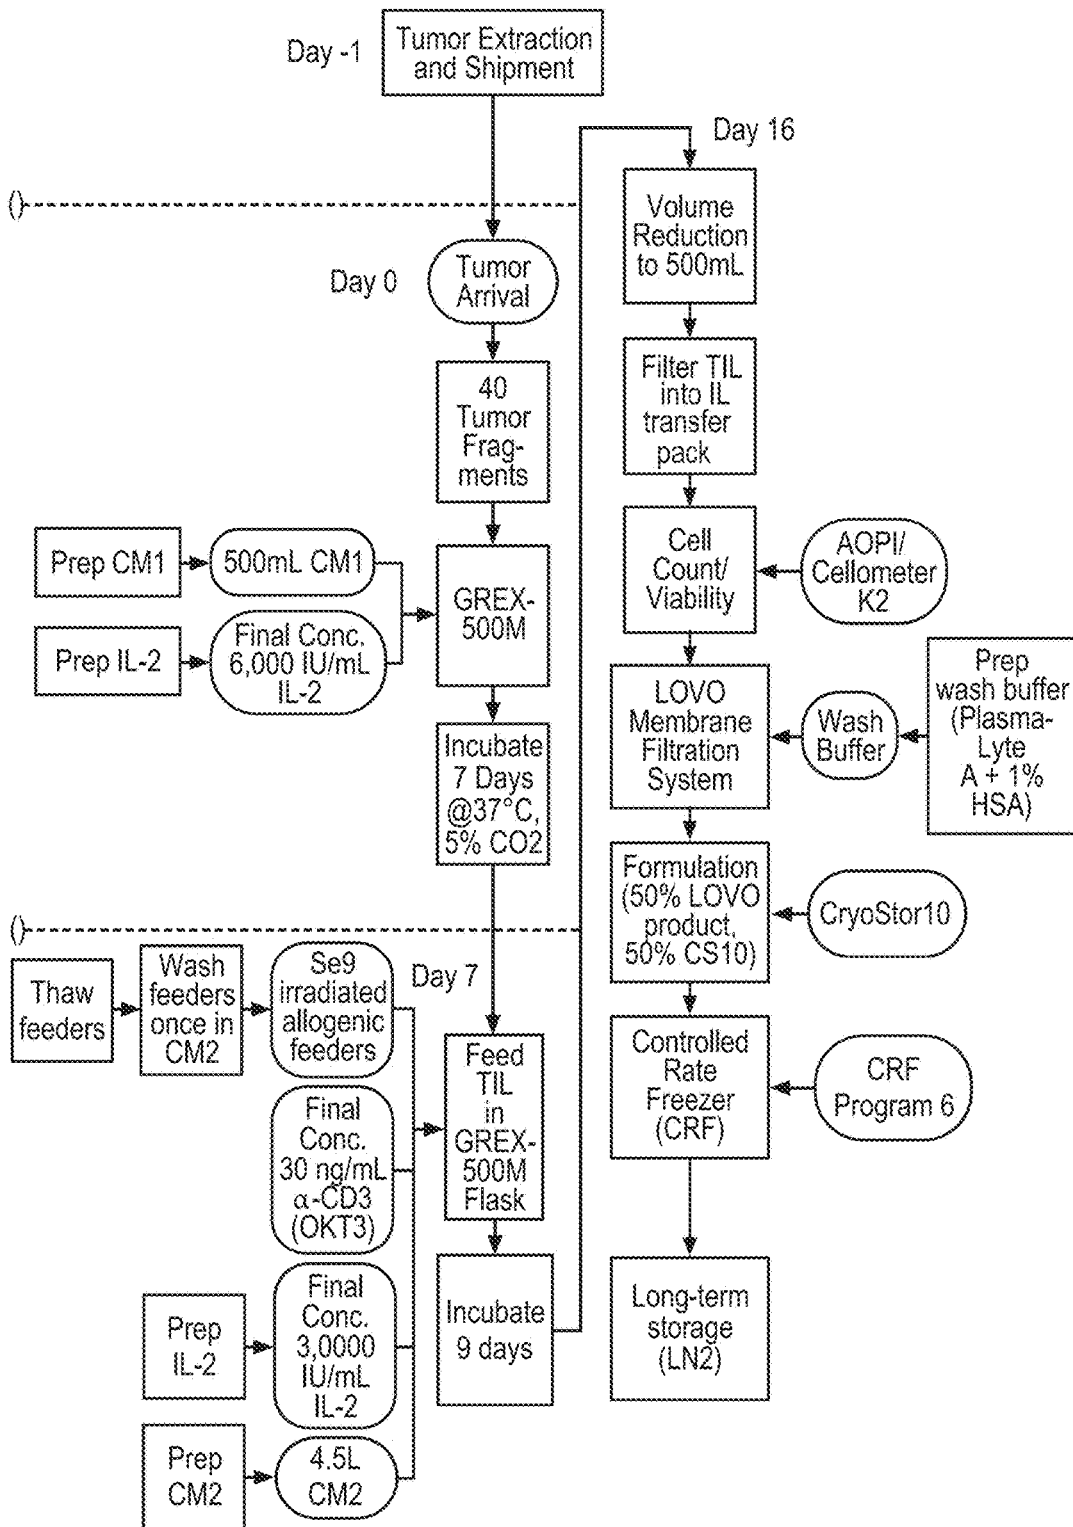 Day -1
Tumor Extraction
and Shipment
()
Day 0
Tumor
Arrival
40
Tumor
Frag-
ments
Prep CM1
500mL CM1
Prep IL-2
Final Conc.
6,000 IU/mL
IL-2
GREX-
500M
Incubate
7 Days
@37°C,
5% CO2
()
Day 7
Thaw
feeders
Wash
feeders
once in
CM2
Se9
irradiated
allogenic
feeders
Final
Conc.
30 ng/mL
α-CD3
(OKT3)
Prep
IL-2
Final
Conc.
3,0000
IU/mL
IL-2
Prep
CM2
4.5L
CM2
Feed
TIL
in
GREX-
500M
Flask
Incubate
9 days
Day 16
Volume
Reduction
to 500mL
Filter TIL
into IL
transfer
pack
Cell
Count/
Viability
AOPI/
Cellometer
K2
LOVO
Membrane
Filtration
System
Wash
Buffer
Prep
wash buffer
(Plasma-
Lyte
A + 1%
HSA)
Formulation
(50% LOVO
product,
50% CS10)
CryoStor10
Controlled
Rate
Freezer
(CRF)
CRF
Program 6
Long-term
storage
(LN2)